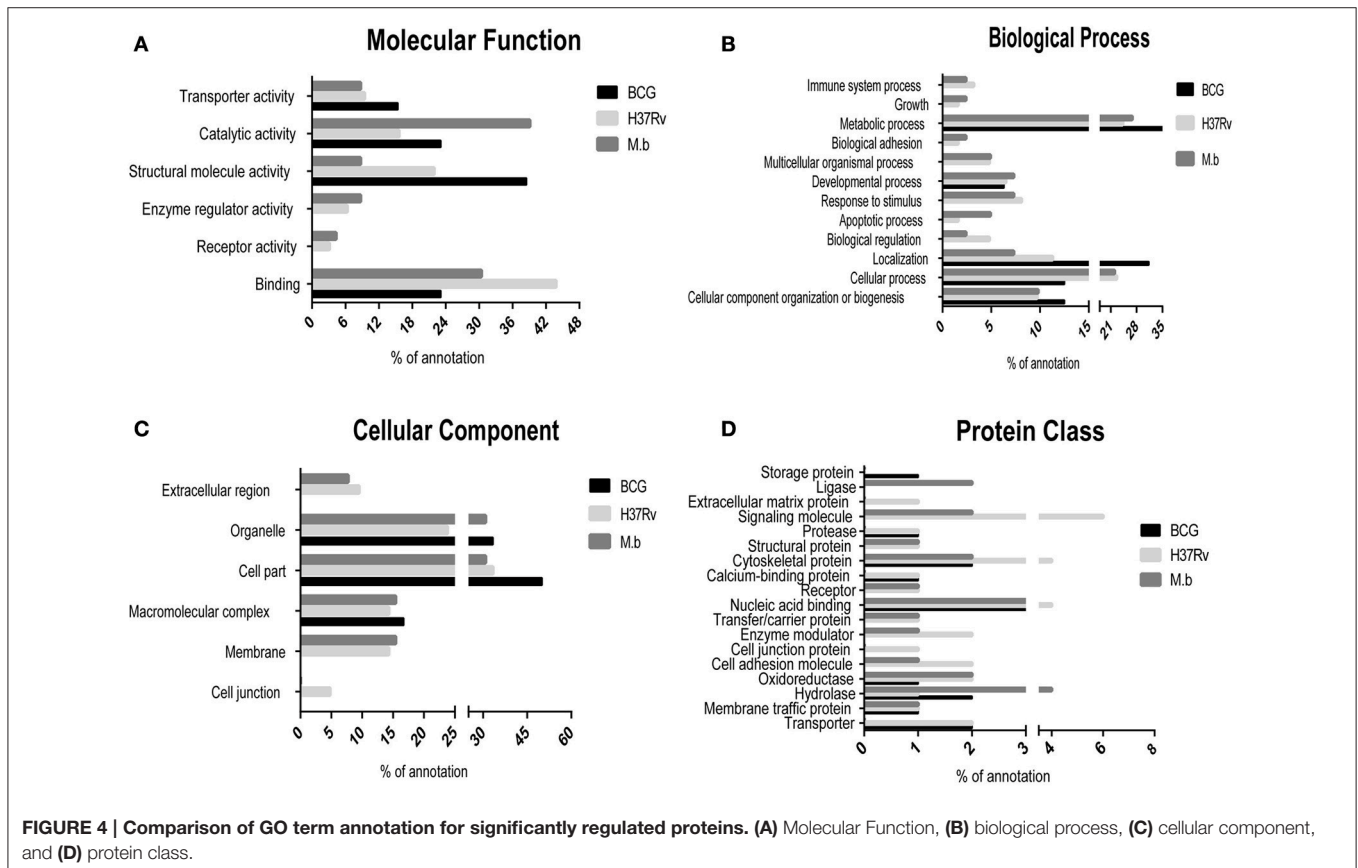 A
Molecular Function
Transporter activity
Catalytic activity
Structural molecule activity
Enzyme regulator activity
Receptor activity
Binding
0 6 12 18 24 30 36 42 48
% of annotation
BCG
H37Rv
M.b
B
Biological Process
Immune system process
Growth
Metabolic process
Biological adhesion
Multicellular organismal process
Developmental process
Response to stimulus
Apoptotic process
Biological regulation
Localization
Cellular process
Cellular component organization or biogenesis
0 5 10 15 21 28 35
% of annotation
BCG
H37Rv
M.b
C
Cellular Component
Extracellular region
Organelle
Cell part
Macromolecular complex
Membrane
Cell junction
0 5 10 15 20 25 30 45 60
% of annotation
BCG
H37Rv
M.b
D
Protein Class
Storage protein
Ligase
Extracellular matrix protein
Signaling molecule
Protease
Structural protein
Cytoskeletal protein
Calcium-binding protein
Receptor
Nucleic acid binding
Transfer/carrier protein
Enzyme modulator
Cell junction protein
Cell adhesion molecule
Oxidoreductase
Hydrolase
Membrane traffic protein
Transporter
0 1 2 3 4 6 8
% of annotation
BCG
H37Rv
M.b
FIGURE 4 | Comparison of GO term annotation for significantly regulated proteins. (A) Molecular Function, (B) biological process, (C) cellular component,
and (D) protein class.